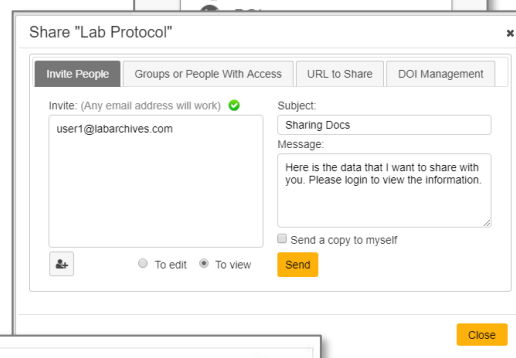 Share "Lab Protocol"
x
Invite People
Groups or People With Access
URL to Share
DOI Management
Invite: (Any email address will work)
Subject:
user1@labarchives.com
Sharing Docs
Message:
Here is the data that I want to share with
you. Please login to view the information.
Send a copy to myself
To edit
To view
Send
Close